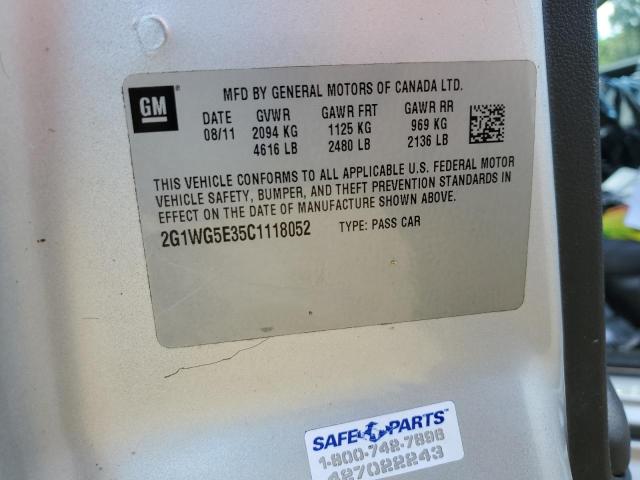 GM
MFD BY GENERAL MOTORS OF CANADA LTD.
DATE GVWR GAWR FRT GAWR RR
08/11 2094 KG 1125 KG 969 KG
4616 LB 2480 LB 2136 LB
THIS VEHICLE CONFORMS TO ALL APPLICABLE U.S. FEDERAL MOTOR
VEHICLE SAFETY, BUMPER, AND THEFT PREVENTION STANDARDS IN
EFFECT ON THE DATE OF MANUFACTURE SHOWN ABOVE.
2G1WG5E35C1118052 TYPE: PASS CAR
SAFE PARTS™
1-800-742-7896
427022243